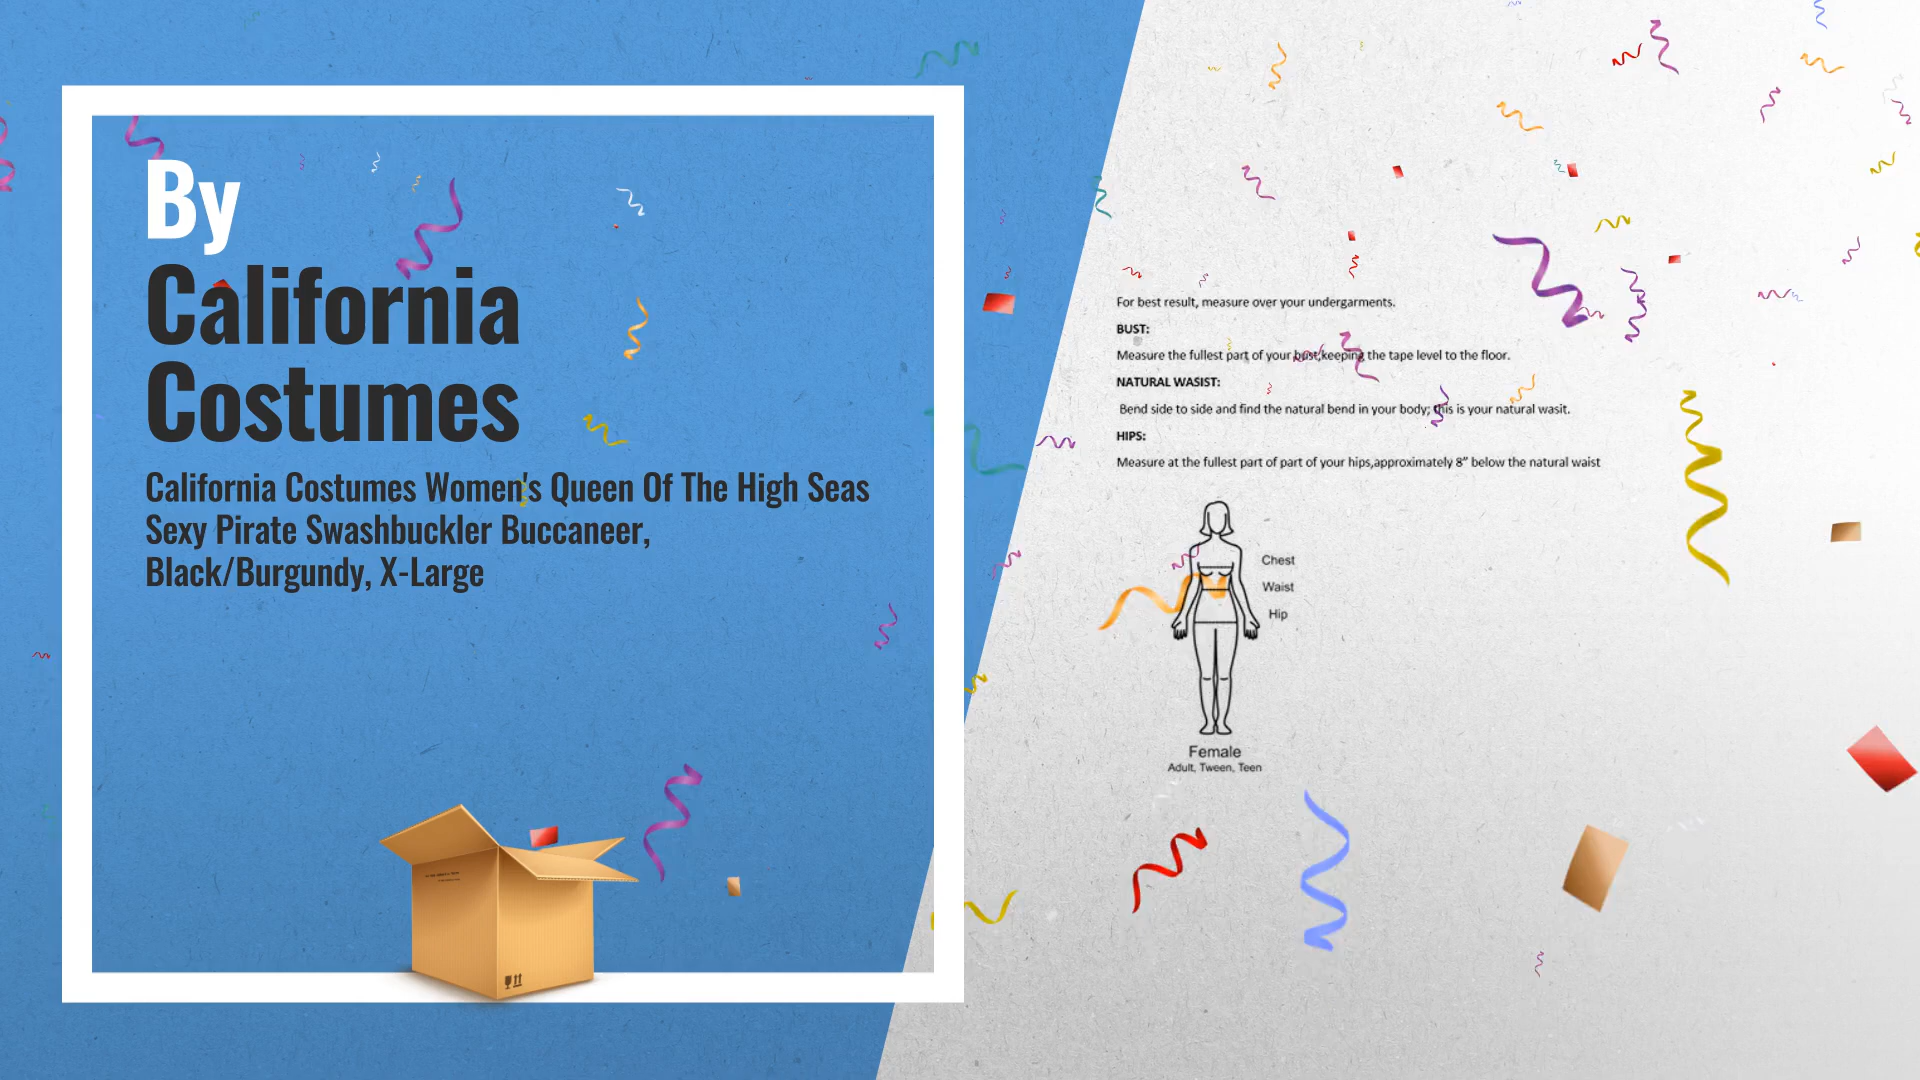 By
California
Costumes
California Costumes Women's Queen Of The High Seas
Sexy Pirate Swashbuckler Buccaneer,
Black/Burgundy, X-Large
For best result, measure over your undergarments.
BUST:
Measure the fullest part of your bust,keeping the tape level to the floor.
NATURAL WASIST:
Bend side to side and find the natural bend in your body; this is your natural wasit.
HIPS:
Measure at the fullest part of part of your hips,approximately 8” below the natural waist
Chest
Waist
Hip
Female
Adult, Tween, Teen